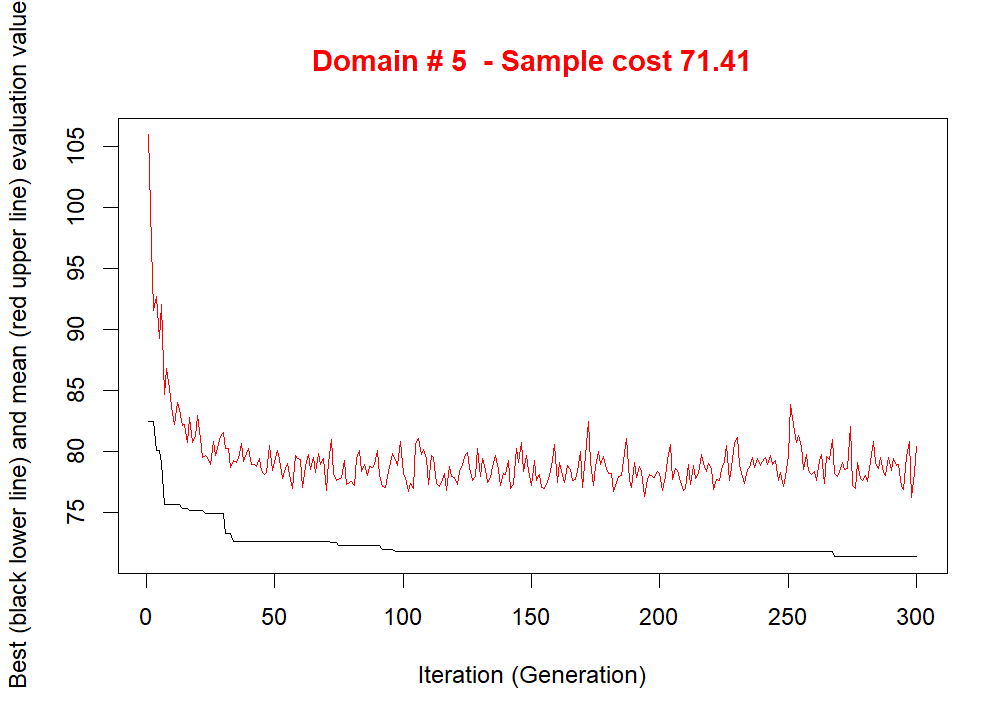 Domain # 5  - Sample cost 71.41
Best (black lower line) and mean (red upper line) evaluation value
105
100
95
90
85
80
75
0 50 100 150 200 250 300
Iteration (Generation)